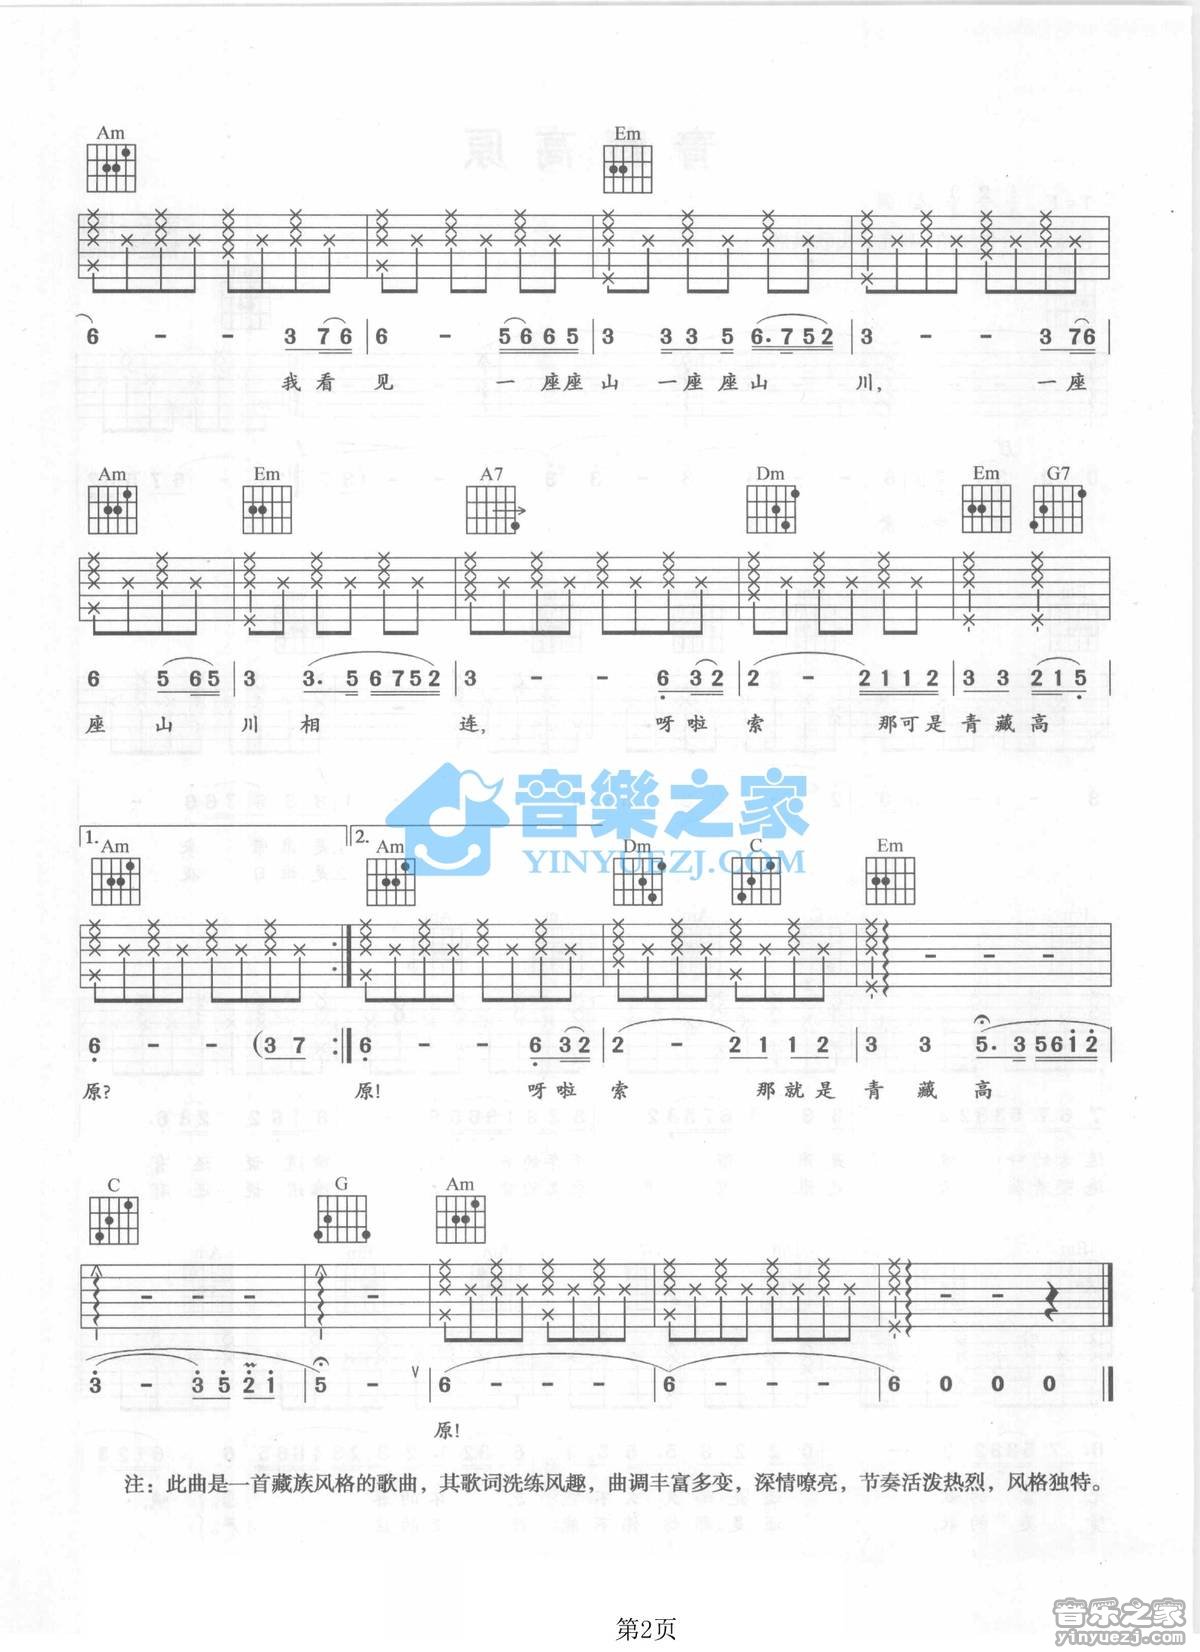 Am Em
6 - - 3 7 6 | 6 - - 5 6 6 5 | 3 3 3 5 6. 7 5 2 | 3 - - 3 7 6
我 看 见 一 座座 山 一 座 座 山 川, 一 座
Am Em A7 Dm Em G7
6 5 6 5 | 3 3. 5 6 7 5 2 | 3 - - 6 3 2 | 2 - 2 1 1 2 | 3 3 2 1 5
座 山 川 相 连, 呀 啦 索 那可是 青 藏 高
音樂之家
YINYUEZJ.COM
1. Am 2. Am Dm C Em
6 - - (3 7 :| 6 - - 6 3 2 | 2 - 2 1 1 2 | 3 3 5. 3 5 6 1 2
原? 原! 呀 啦 索 那 就 是 青 藏 高
C G Am
3 - 3 5 2 1 | 5 - ∨ | 6 - - | 6 - - | 6 0 0 0
原!
注：此曲是一首藏族风格的歌曲，其歌词洗练风趣，曲调丰富多变，深情嘹亮，节奏活泼热烈，风格独特。
第2页
音乐之家
yinyuezj.com